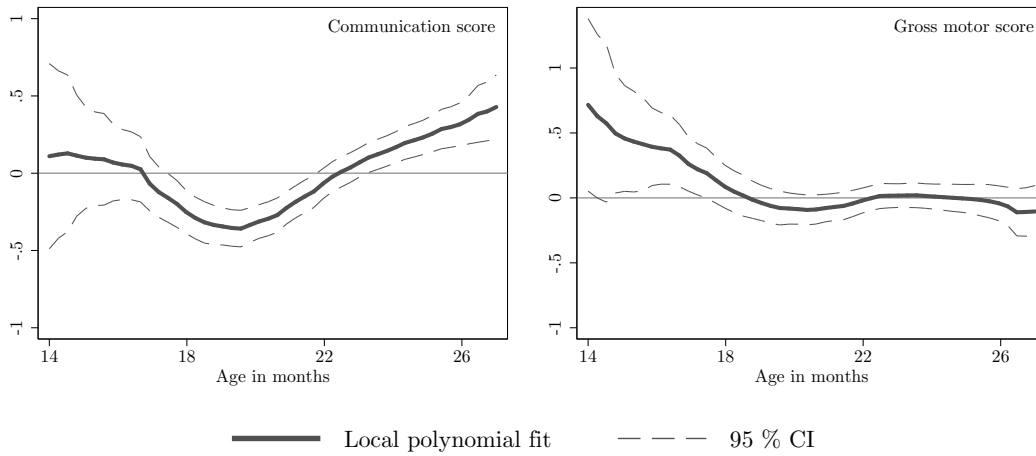 Communication score
1
.5
0
-.5
-1
14 18 22 26
Age in months
Gross motor score
1
.5
0
-.5
-1
14 18 22 26
Age in months
Local polynomial fit 95 % CI